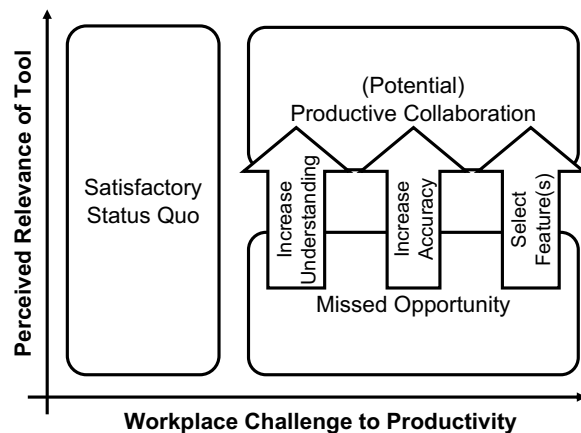 Perceived Relevance of Tool
Satisfactory
Status Quo
(Potential)
Productive Collaboration
Increase
Understanding
Increase
Accuracy
Select
Feature(s)
Missed Opportunity
Workplace Challenge to Productivity